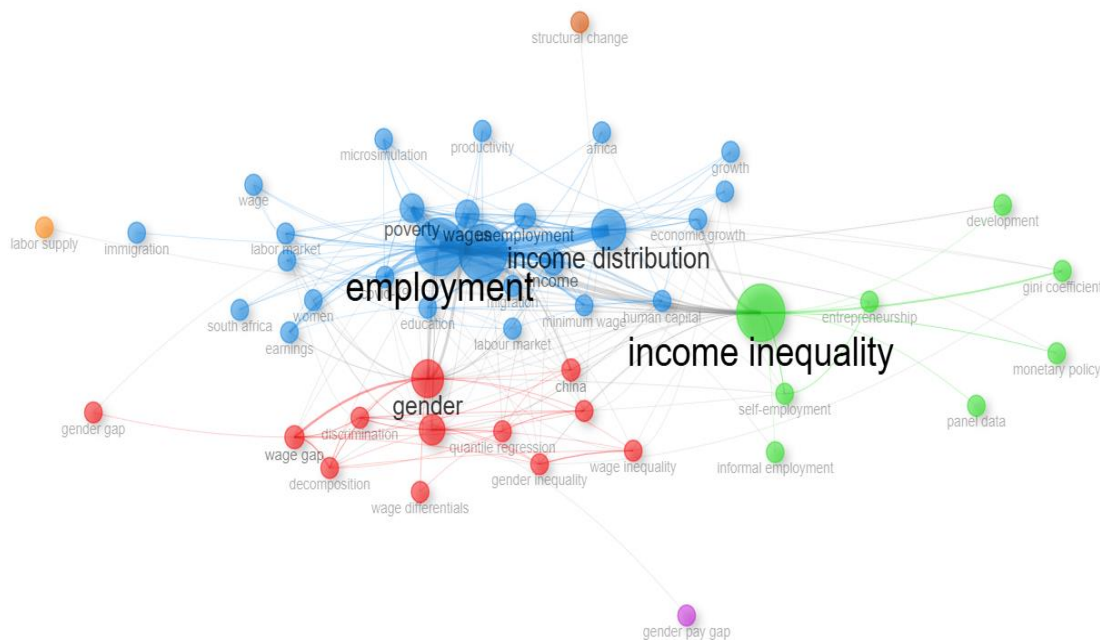 structural change
microsimulation
productivity
africa
growth
wage
development
labor supply
immigration
labor market
poverty
wages
unemployment
economic growth
income distribution
employment
income
gini coefficient
south africa
women
education
migration
minimum wage
human capital
entrepreneurship
earnings
labour market
income inequality
monetary policy
china
gender
self-employment
gender gap
discrimination
panel data
wage gap
quantile regression
decomposition
gender inequality
wage inequality
informal employment
wage differentials
gender pay gap